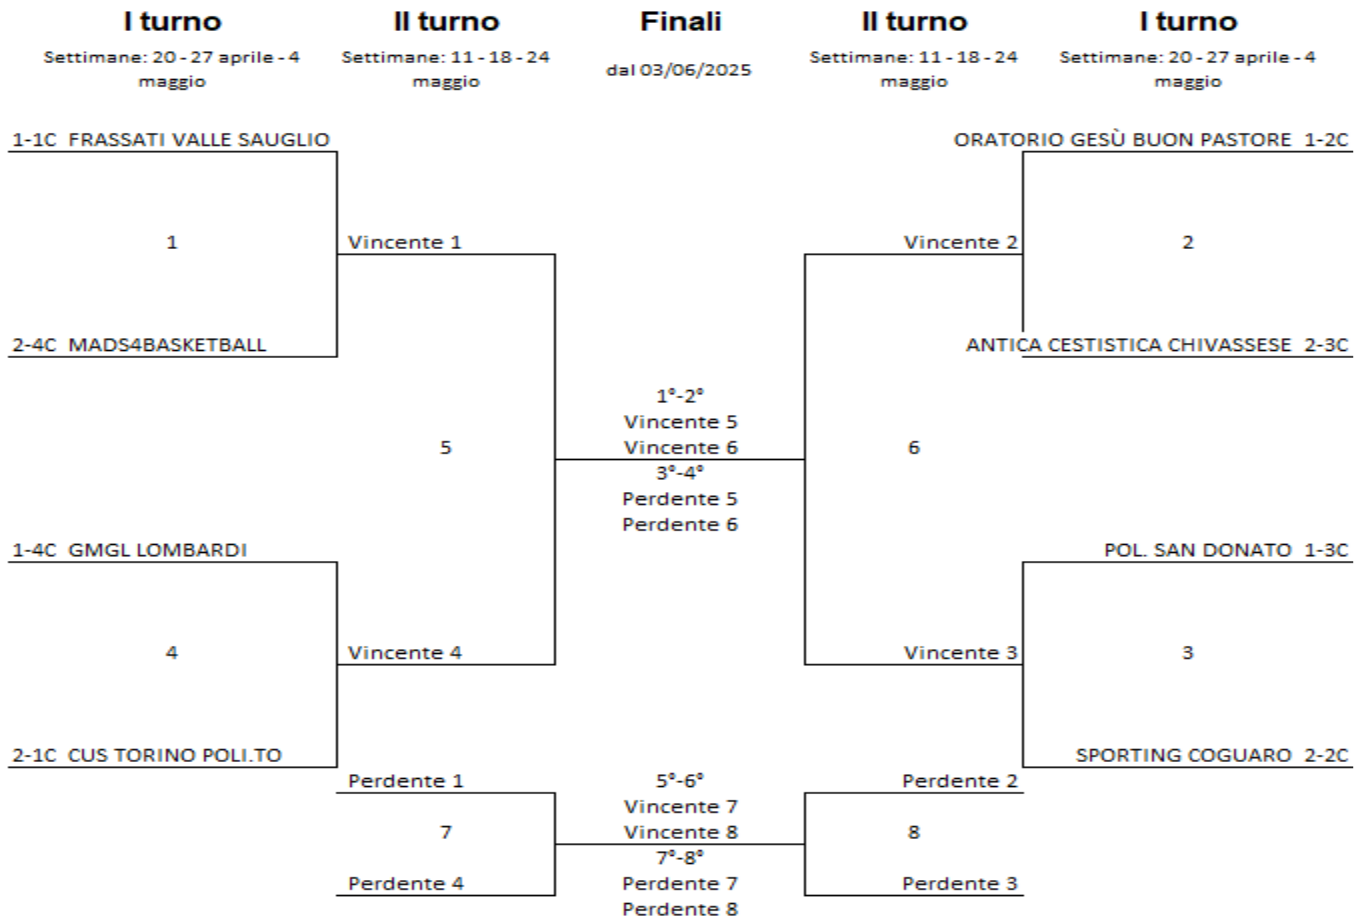 I turno
II turno
Finali
II turno
I turno
Settimane: 20 - 27 aprile - 4
maggio
Settimane: 11 - 18 - 24
maggio
dal 03/06/2025
Settimane: 11 - 18 - 24
maggio
Settimane: 20 - 27 aprile - 4
maggio
1-1C FRASSATI VALLE SAUGLIO
ORATORIO GESÙ BUON PASTORE 1-2C
1
Vincente 1
Vincente 2
2
2-4C MADS4BASKETBALL
ANTICA CESTISTICA CHIVASSESE 2-3C
1°-2°
Vincente 5
5
Vincente 6
6
3°-4°
Perdente 5
Perdente 6
1-4C GMGL LOMBARDI
POL. SAN DONATO 1-3C
4
Vincente 4
Vincente 3
3
2-1C CUS TORINO POLI.TO
SPORTING COGUARO 2-2C
Perdente 1
5°-6°
Perdente 2
Vincente 7
7
Vincente 8
8
7°-8°
Perdente 4
Perdente 7
Perdente 3
Perdente 8